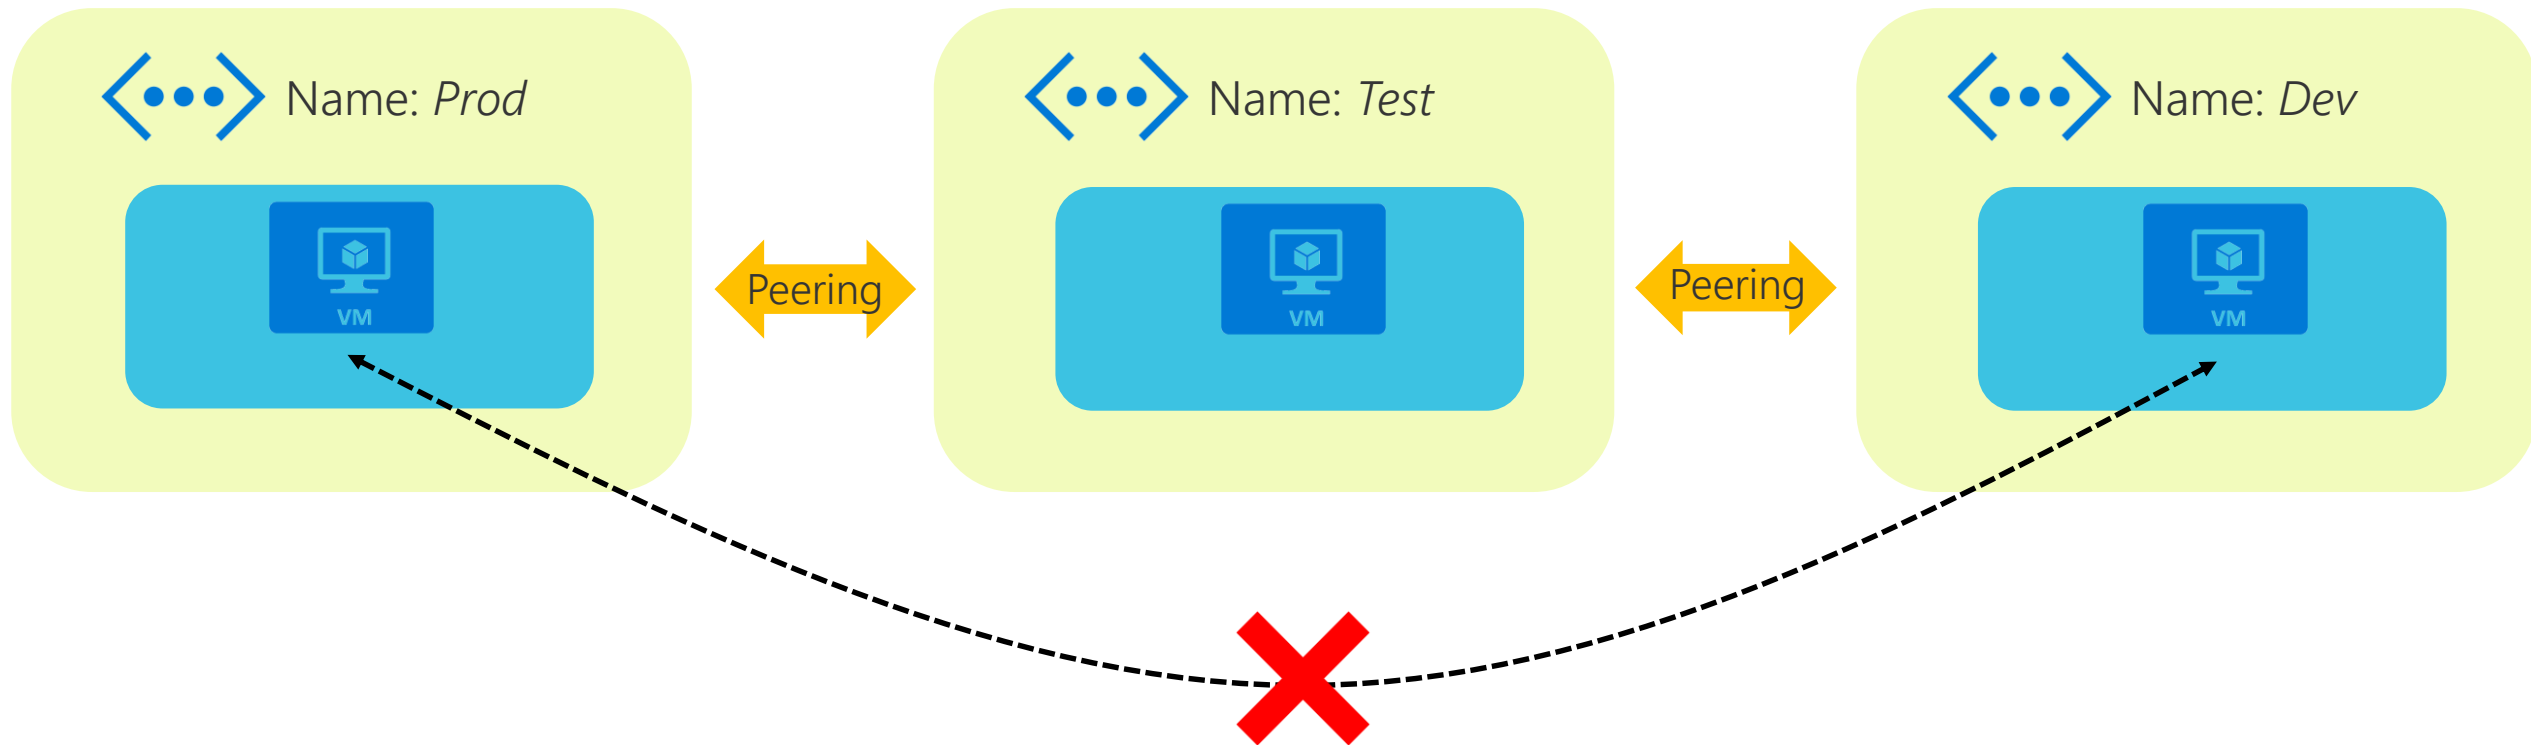 Name: Prod
Name: Test
Name: Dev
VM
Peering
VM
Peering
VM